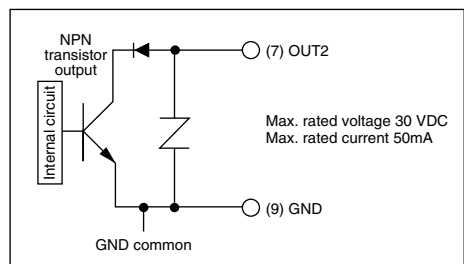 NPN
transistor
output
(7) OUT2
Internal circuit
Max. rated voltage 30 VDC
Max. rated current 50mA
(9) GND
GND common